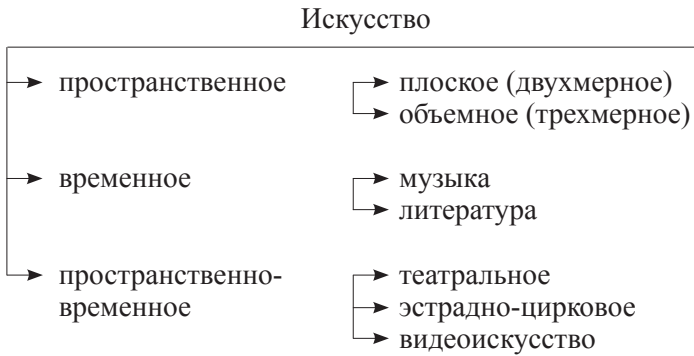 Искусство
пространственное
плоское (двухмерное)
объемное (трехмерное)
временное
музыка
литература
пространственно-
временное
театральное
эстрадно-цирковое
видеоискусство